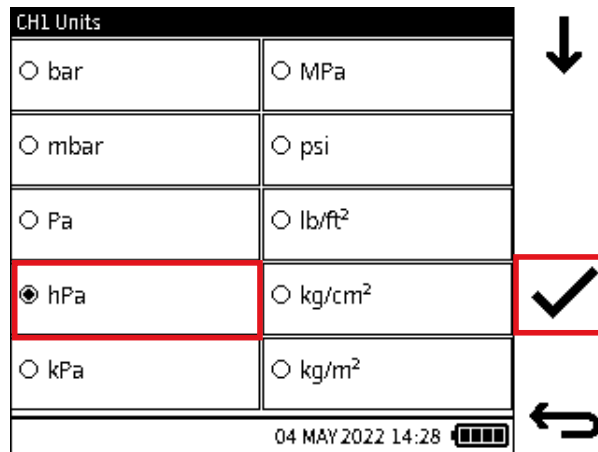 CH1 Units
bar
MPa
mbar
psi
Pa
lb/ft²
hPa
kg/cm²
kPa
kg/m²
04 MAY 2022 14:28